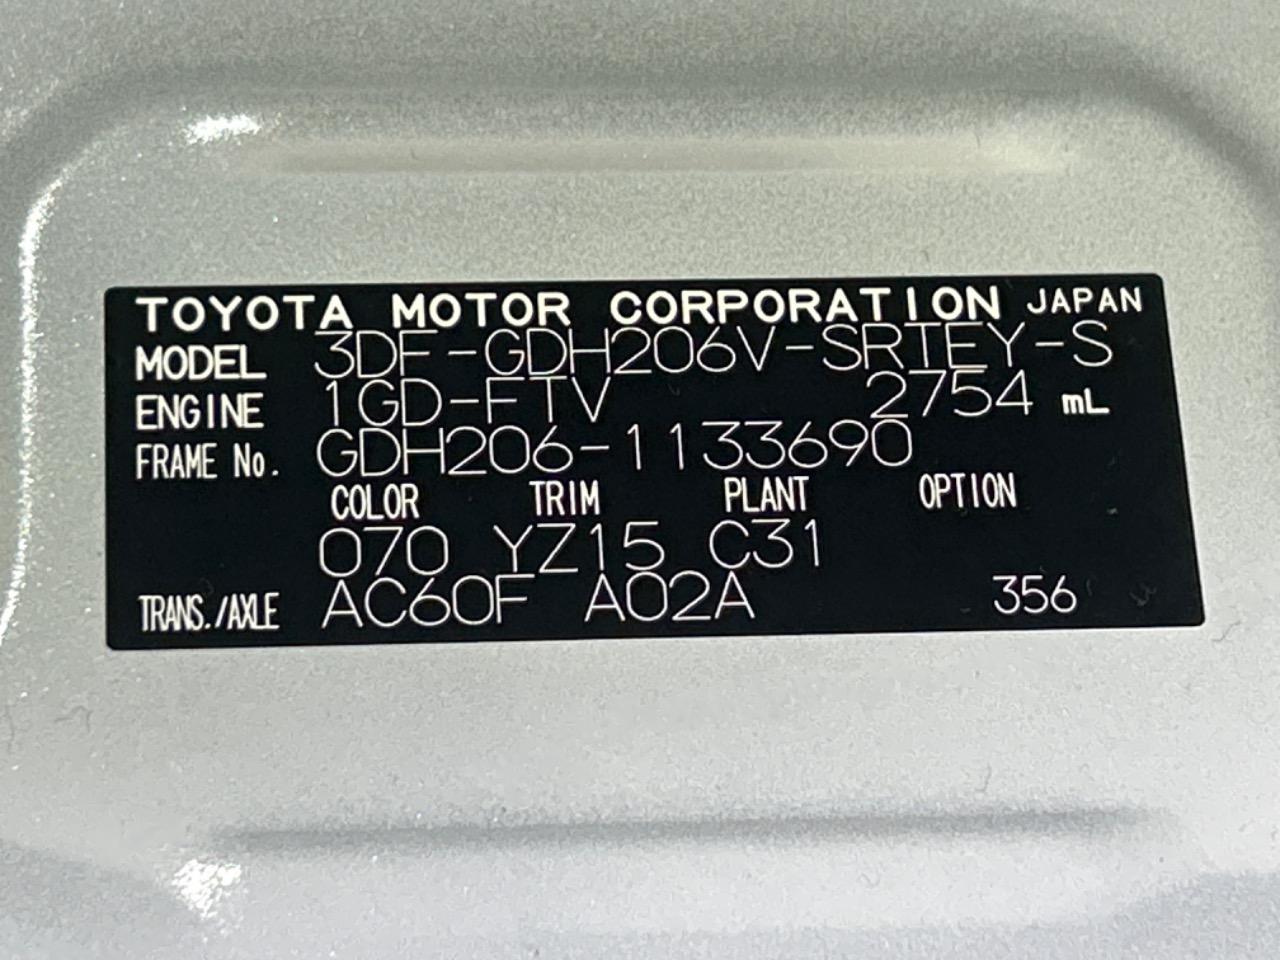 TOYOTA MOTOR CORPORATION JAPAN
MODEL 3DF-GDH206V-SRTEY-S
ENGINE 1GD-FTV 2754 mL
FRAME No. GDH206-1133690
COLOR TRIM PLANT OPTION
070 YZ15 C31
TRANS./AXLE AC60F A02A 356